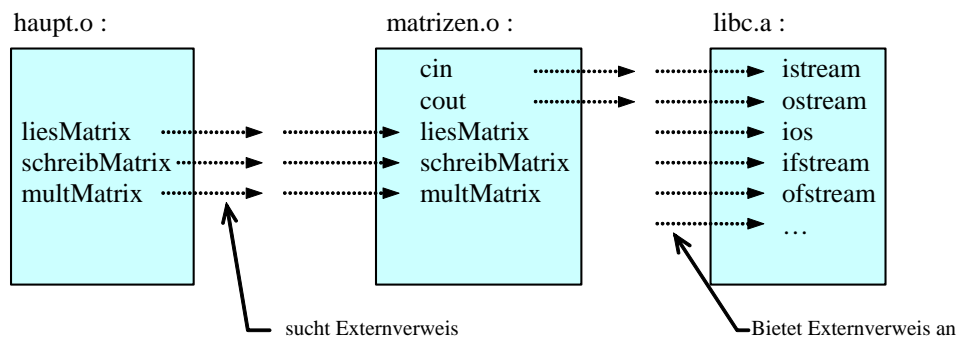 haupt.o :
matrizen.o :
libc.a :
liesMatrix
schreibMatrix
multMatrix
cin
cout
liesMatrix
schreibMatrix
multMatrix
istream
ostream
ios
ifstream
ofstream
…
sucht Externverweis
Bietet Externverweis an